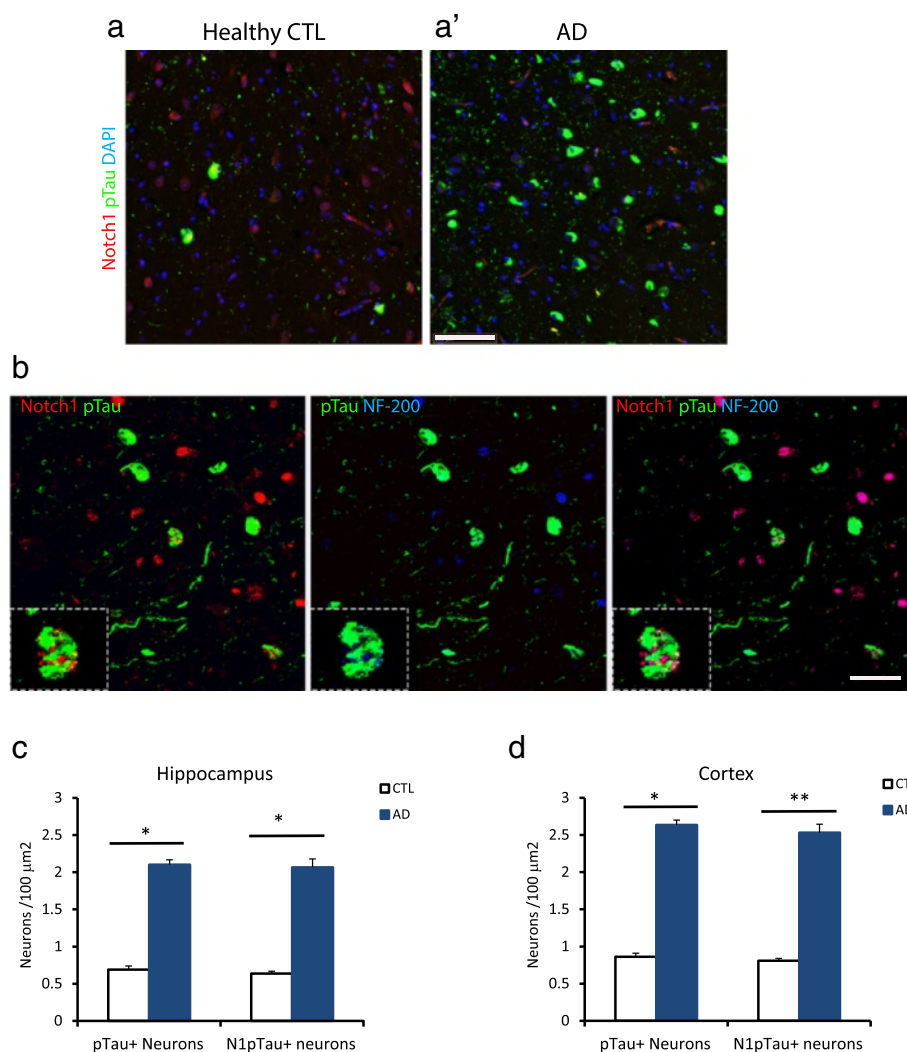 a
Healthy CTL
a’
AD
Notch1 pTau DAPI
b
Notch1 pTau
pTau NF-200
Notch1 pTau NF-200
c
Hippocampus
CTL
AD
Neurons /100 μm2
3
2.5
2
1.5
1
0.5
0
*
*
pTau+ Neurons
N1pTau+ neurons
d
Cortex
CT
AD
Neurons /100 μm2
3
2.5
2
1.5
1
0.5
0
*
**
pTau+ Neurons
N1pTau+ neurons